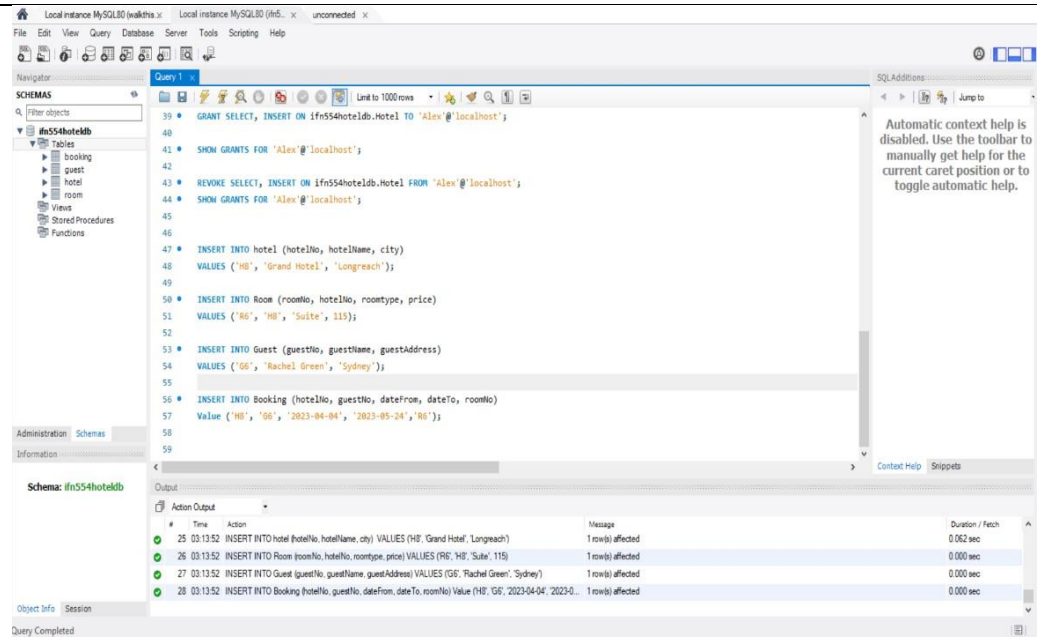 Local instance MySQL80 (walkthis x Local instance MySQL80 (ifn5... x unconnected x
File Edit View Query Database Server Tools Scripting Help
Navigator
SCHEMAS
Filter objects
ifn554hoteldb
Tables
booking
guest
hotel
room
Views
Stored Procedures
Functions
Administration Schemas
Information
Schema: ifn554hoteldb
Object Info Session
Query Completed
Query 1 x
Limit to 1000 rows
39 GRANT SELECT, INSERT ON ifn554hoteldb.Hotel TO 'Alex'@'localhost';
40
41 SHOW GRANTS FOR 'Alex'@'localhost';
42
43 REVOKE SELECT, INSERT ON ifn554hoteldb.Hotel FROM 'Alex'@'localhost';
44 SHOW GRANTS FOR 'Alex'@'localhost';
45
46
47 INSERT INTO hotel (hotelNo, hotelName, city)
48 VALUES ('H8', 'Grand Hotel', 'Longreach');
49
50 INSERT INTO Room (roomNo, hotelNo, roomtype, price)
51 VALUES ('R6', 'H8', 'Suite', 115);
52
53 INSERT INTO Guest (guestNo, guestName, guestAddress)
54 VALUES ('G6', 'Rachel Green', 'Sydney');
55
56 INSERT INTO Booking (hotelNo, guestNo, dateFrom, dateTo, roomNo)
57 Value ('H8', 'G6', '2023-04-04', '2023-05-24','R6');
58
59
SQLAdditions
Jump to
Automatic context help is
disabled. Use the toolbar to
manually get help for the
current caret position or to
toggle automatic help.
Context Help Snippets
Output
Action Output
# Time Action Message Duration / Fetch
25 03:13:52 INSERT INTO hotel (hotelNo, hotelName, city) VALUES ('H8', 'Grand Hotel', 'Longreach') 1 row(s) affected 0.062 sec
26 03:13:52 INSERT INTO Room (roomNo, hotelNo, roomtype, price) VALUES ('R6', 'H8', 'Suite', 115) 1 row(s) affected 0.000 sec
27 03:13:52 INSERT INTO Guest (guestNo, guestName, guestAddress) VALUES ('G6', 'Rachel Green', 'Sydney') 1 row(s) affected 0.000 sec
28 03:13:52 INSERT INTO Booking (hotelNo, guestNo, dateFrom, dateTo, roomNo) Value ('H8', 'G6', '2023-04-04', '2023-0... 1 row(s) affected 0.000 sec